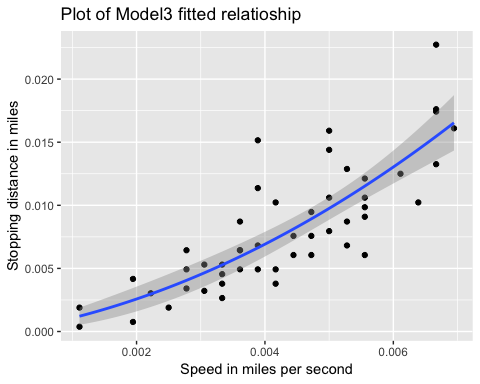 Plot of Model3 fitted relatioship
0.020
0.015
0.010
0.005
0.000
Stopping distance in miles
0.002 0.004 0.006
Speed in miles per second